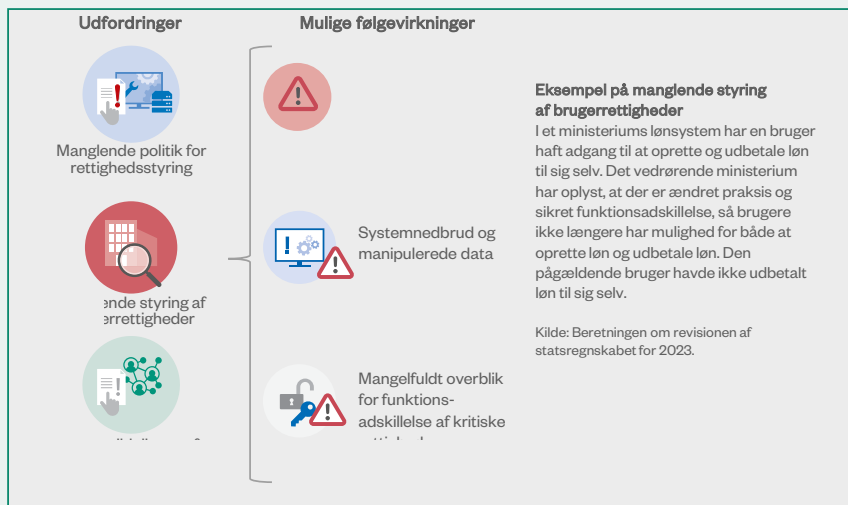 Udfordringer
Manglende politik for
rettighedsstyring
ende styring af
errettigheder
Mulige følgevirkninger
Systemnedbrud og
manipulerede data
Mangelfuldt overblik
for funktions-
adskillelse af kritiske
Eksempel på manglende styring
af brugerrettigheder
I et ministeriums lønsystem har en bruger
haft adgang til at oprette og udbetale løn
til sig selv. Det vedrørende ministerium
har oplyst, at der er ændret praksis og
sikret funktionsadskillelse, så brugere
ikke længere har mulighed for både at
oprette løn og udbetale løn. Den
pågældende bruger havde ikke udbetalt
løn til sig selv.
Kilde: Beretningen om revisionen af
statsregnskabet for 2023.